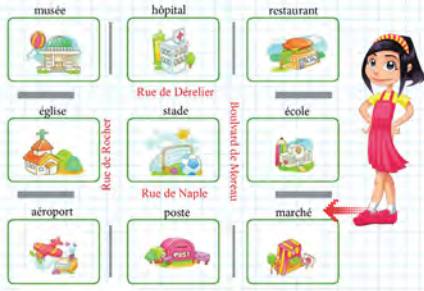 musée
hôpital
restaurant
Rue de Dérelier
église
stade
école
Rue de Rocher
Boulvard de Moreau
Rue de Naple
aéroport
poste
marché
POST